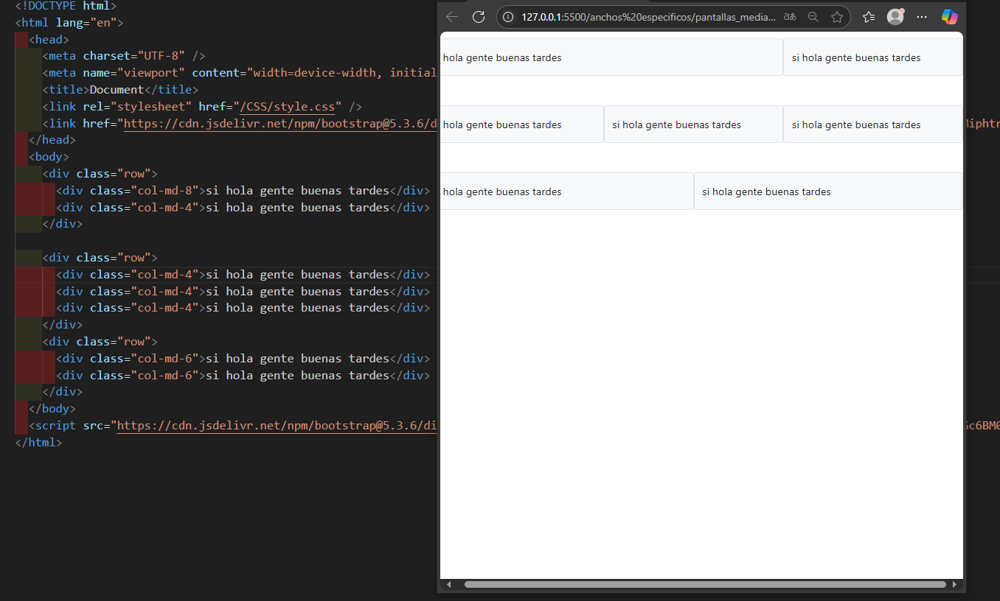 <!DOCTYPE html>
<html lang="en">
<head>
<meta charset="UTF-8" />
<meta name="viewport" content="width=device-width, initial
<title>Document</title>
<link rel="stylesheet" href="/CSS/style.css" />
<link href="https://cdn.jsdelivr.net/npm/bootstrap@5.3.6/d
</head>
<body>
<div class="row">
<div class="col-md-8">si hola gente buenas tardes</div>
<div class="col-md-4">si hola gente buenas tardes</div>
</div>
<div class="row">
<div class="col-md-4">si hola gente buenas tardes</div>
<div class="col-md-4">si hola gente buenas tardes</div>
<div class="col-md-4">si hola gente buenas tardes</div>
</div>
<div class="row">
<div class="col-md-6">si hola gente buenas tardes</div>
<div class="col-md-6">si hola gente buenas tardes</div>
</div>
</body>
<script src="https://cdn.jsdelivr.net/npm/bootstrap@5.3.6/di
</html>
127.0.0.1:5500/anchos%20especificos/pantallas_media...
hola gente buenas tardes si hola gente buenas tardes
hola gente buenas tardes si hola gente buenas tardes si hola gente buenas tardes
hola gente buenas tardes si hola gente buenas tardes